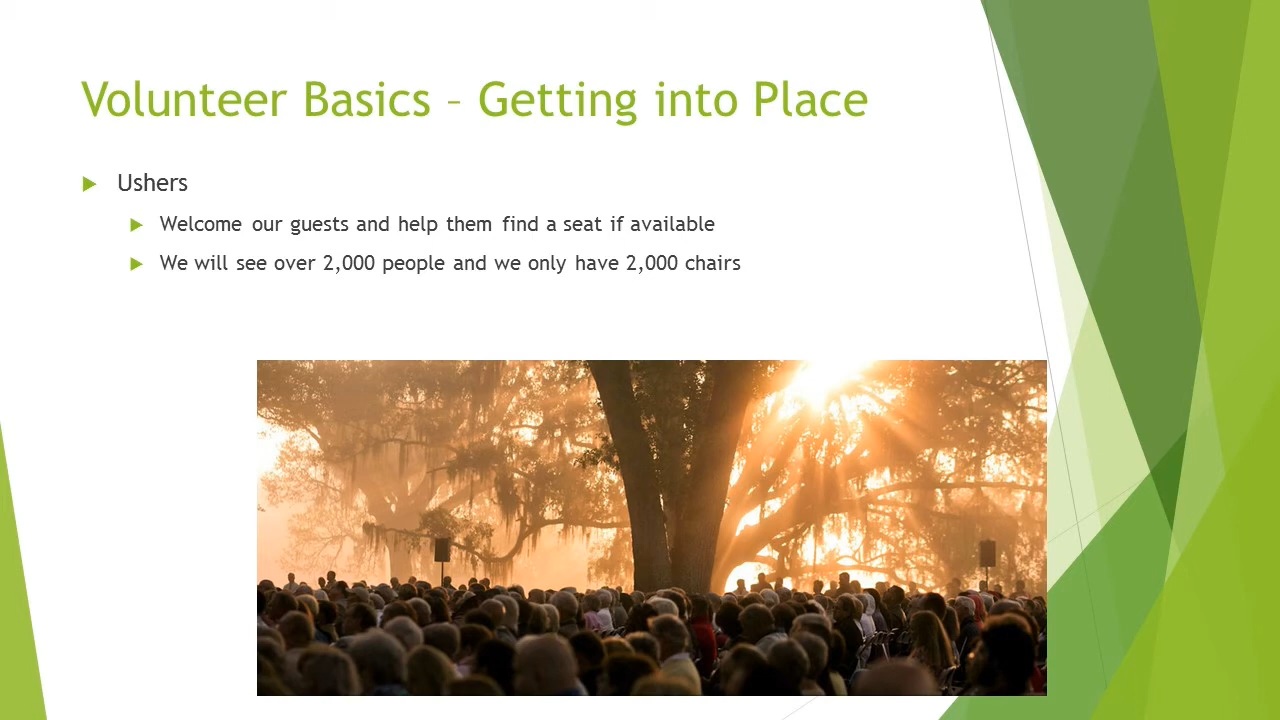 Volunteer Basics – Getting into Place
Ushers
Welcome our guests and help them find a seat if available
We will see over 2,000 people and we only have 2,000 chairs